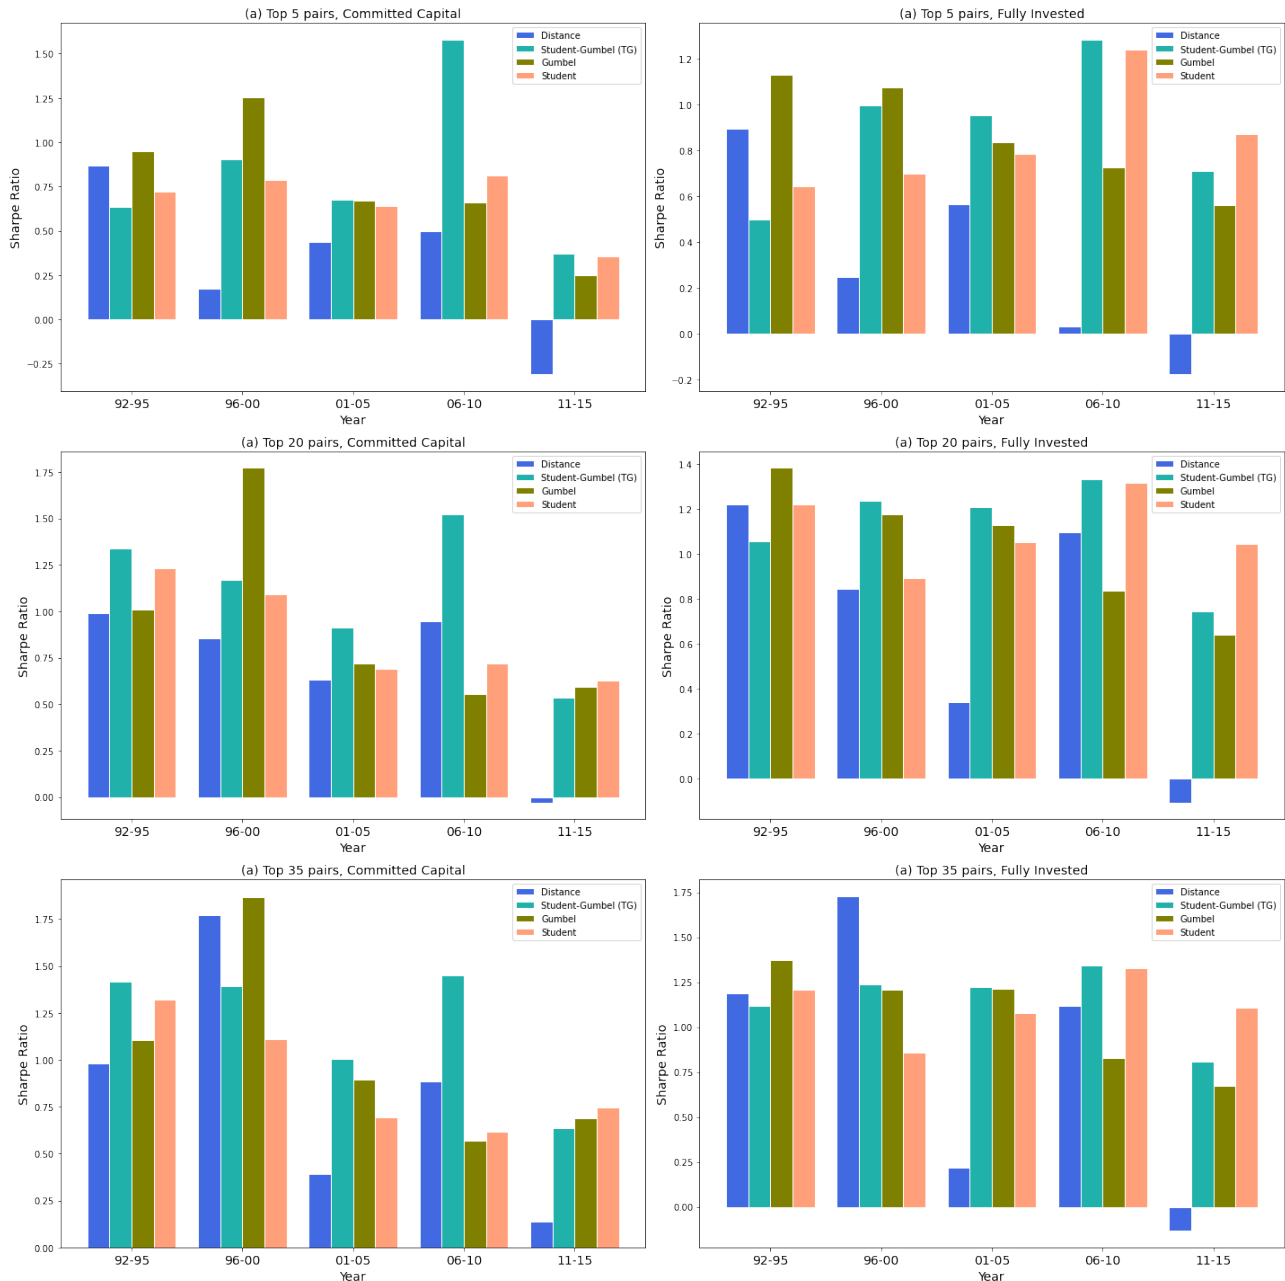 (a) Top 5 pairs, Committed Capital
Sharpe Ratio
1.50
1.25
1.00
0.75
0.50
0.25
0.00
−0.25
Distance
Student-Gumbel (TG)
Gumbel
Student
92-95 96-00 01-05 06-10 11-15
Year
(a) Top 5 pairs, Fully Invested
Sharpe Ratio
1.2
1.0
0.8
0.6
0.4
0.2
0.0
−0.2
Distance
Student-Gumbel (TG)
Gumbel
Student
92-95 96-00 01-05 06-10 11-15
Year
(a) Top 20 pairs, Committed Capital
Sharpe Ratio
1.75
1.50
1.25
1.00
0.75
0.50
0.25
0.00
Distance
Student-Gumbel (TG)
Gumbel
Student
92-95 96-00 01-05 06-10 11-15
Year
(a) Top 20 pairs, Fully Invested
Sharpe Ratio
1.4
1.2
1.0
0.8
0.6
0.4
0.2
0.0
Distance
Student-Gumbel (TG)
Gumbel
Student
92-95 96-00 01-05 06-10 11-15
Year
(a) Top 35 pairs, Committed Capital
Sharpe Ratio
1.75
1.50
1.25
1.00
0.75
0.50
0.25
0.00
Distance
Student-Gumbel (TG)
Gumbel
Student
92-95 96-00 01-05 06-10 11-15
Year
(a) Top 35 pairs, Fully Invested
Sharpe Ratio
1.75
1.50
1.25
1.00
0.75
0.50
0.25
0.00
Distance
Student-Gumbel (TG)
Gumbel
Student
92-95 96-00 01-05 06-10 11-15
Year